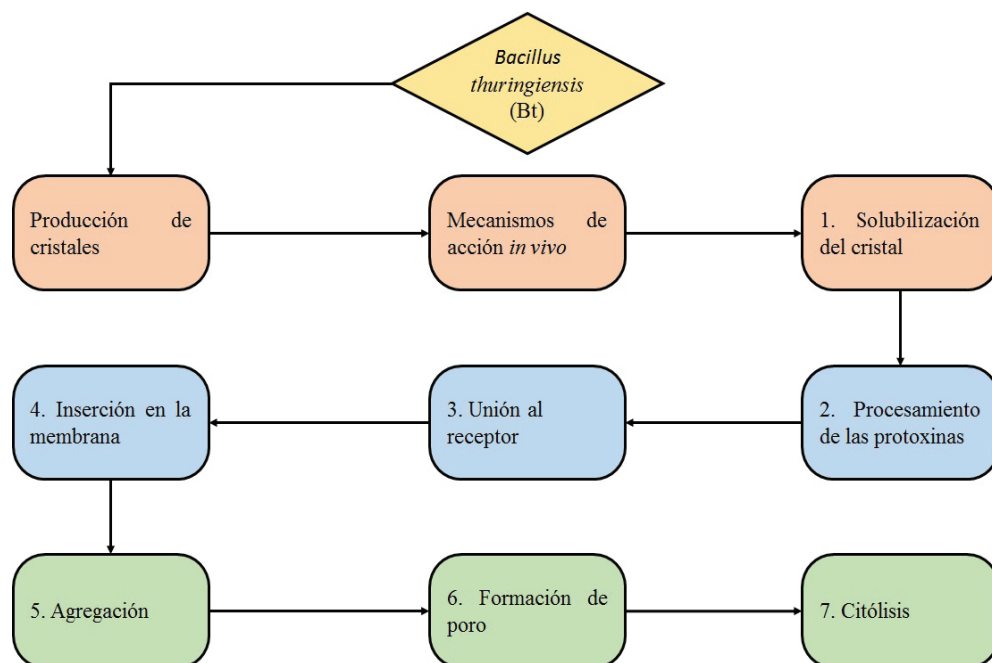 Bacillus
thuringiensis
(Bt)
Producción de
cristales
Mecanismos de
acción in vivo
1. Solubilización
del cristal
4. Inserción en la
membrana
3. Unión al
receptor
2. Procesamiento
de las protoxinas
5. Agregación
6. Formación de
poro
7. Citólisis